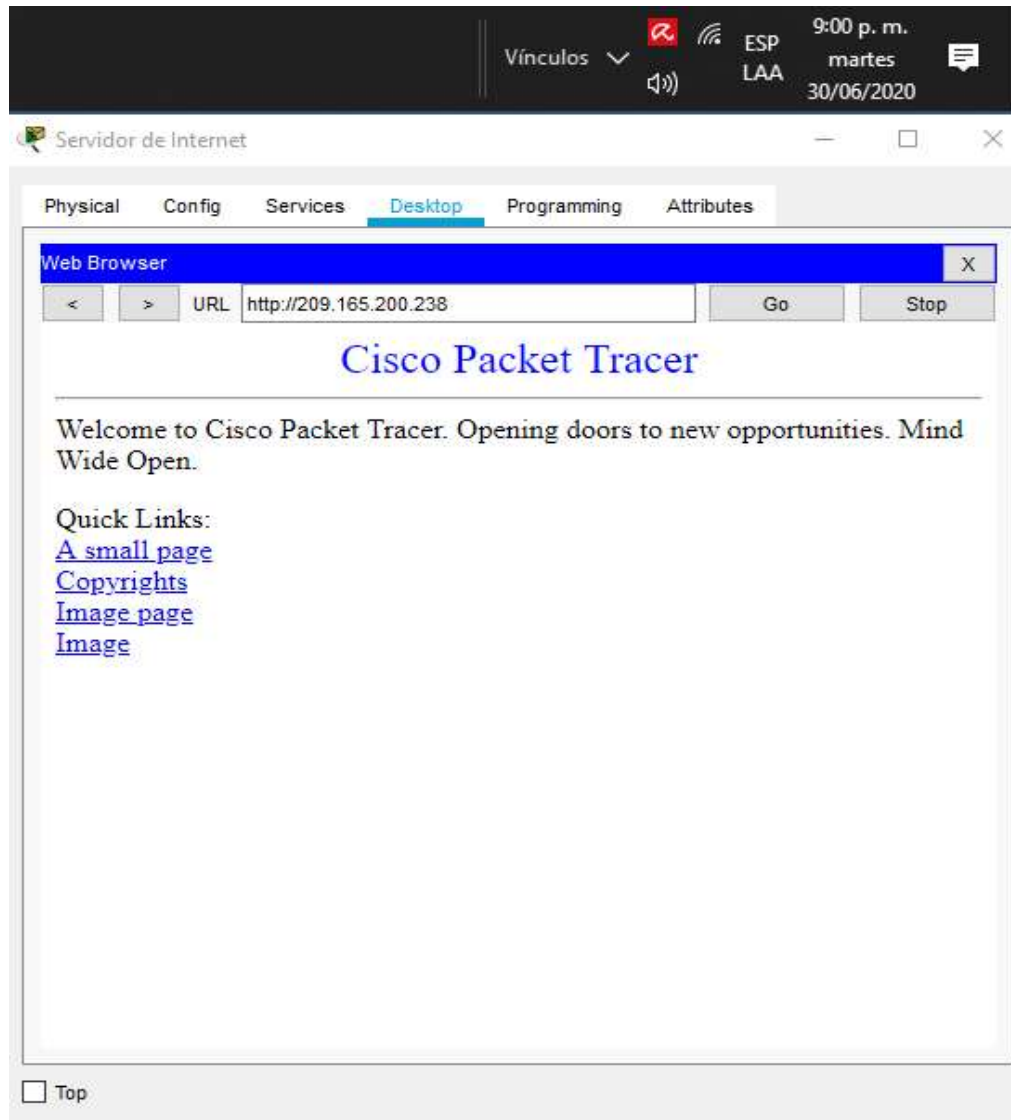 Vínculos
ESP
LAA
9:00 p. m.
martes
30/06/2020
Servidor de Internet
Physical Config Services Desktop Programming Attributes
Web Browser X
< > URL http://209.165.200.238 Go Stop
Cisco Packet Tracer
Welcome to Cisco Packet Tracer. Opening doors to new opportunities. Mind
Wide Open.
Quick Links:
A small page
Copyrights
Image page
Image
Top